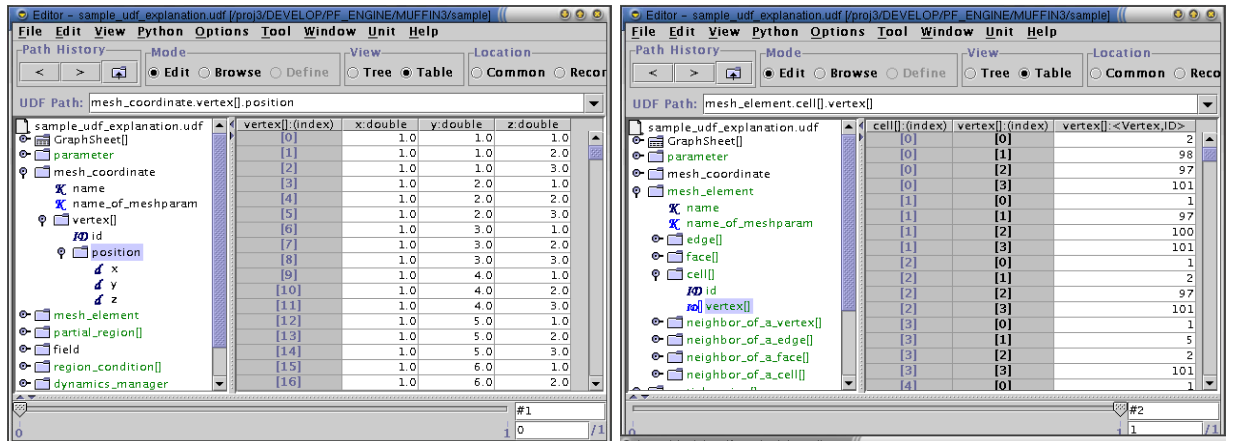 Editor – sample_udf_explanation.udf [/proj3/DEVELOP/PF_ENGINE/MUFFIN3/sample]
File Edit View Python Options Tool Window Unit Help
Path History Mode View Location
< > Edit Browse Define Tree Table Common Recor
UDF Path: mesh_coordinate.vertex[].position
sample_udf_explanation.udf
GraphSheet[]
parameter
mesh_coordinate
K name
K name_of_meshparam
vertex[]
ID id
position
d x
d y
d z
mesh_element
partial_region[]
field
region_condition[]
dynamics_manager
vertex[]:(index) x:double y:double z:double
[0] 1.0 1.0 1.0
[1] 1.0 1.0 2.0
[2] 1.0 1.0 3.0
[3] 1.0 2.0 1.0
[4] 1.0 2.0 2.0
[5] 1.0 2.0 3.0
[6] 1.0 3.0 1.0
[7] 1.0 3.0 2.0
[8] 1.0 3.0 3.0
[9] 1.0 4.0 1.0
[10] 1.0 4.0 2.0
[11] 1.0 4.0 3.0
[12] 1.0 5.0 1.0
[13] 1.0 5.0 2.0
[14] 1.0 5.0 3.0
[15] 1.0 6.0 1.0
[16] 1.0 6.0 2.0
#1
0 1 0 /1
Editor – sample_udf_explanation.udf [/proj3/DEVELOP/PF_ENGINE/MUFFIN3/sample]
File Edit View Python Options Tool Window Unit Help
Path History Mode View Location
< > Edit Browse Define Tree Table Common Reco
UDF Path: mesh_element.cell[].vertex[]
sample_udf_explanation.udf
GraphSheet[]
parameter
mesh_coordinate
mesh_element
K name
K name_of_meshparam
edge[]
face[]
cell[]
ID id
ID[] vertex[]
neighbor_of_a_vertex[]
neighbor_of_a_edge[]
neighbor_of_a_face[]
neighbor_of_a_cell[]
cell[]:(index) vertex[]:(index) vertex[]:<Vertex,ID>
[0] [0] 2
[0] [1] 98
[0] [2] 97
[0] [3] 101
[1] [0] 1
[1] [1] 97
[1] [2] 100
[1] [3] 101
[2] [0] 1
[2] [1] 2
[2] [2] 97
[2] [3] 101
[3] [0] 1
[3] [1] 5
[3] [2] 2
[3] [3] 101
[4] [0] 1
#2
0 1 1 /1